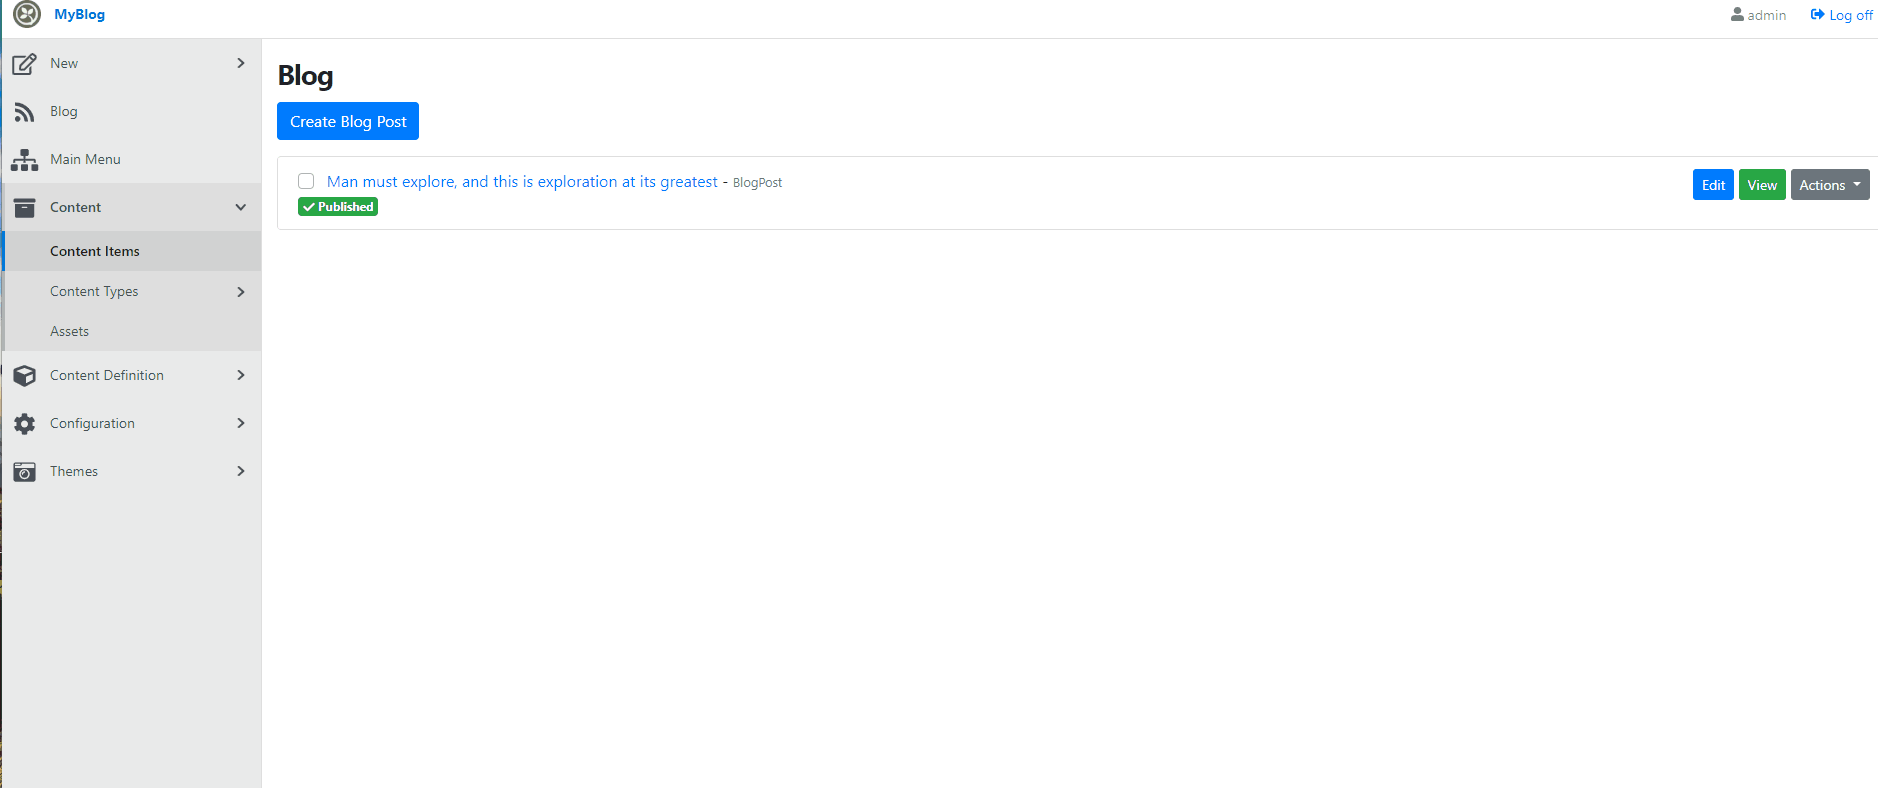 MyBlog
admin
Log off
New
Blog
Main Menu
Content
Content Items
Content Types
Assets
Content Definition
Configuration
Themes
Blog
Create Blog Post
Man must explore, and this is exploration at its greatest - BlogPost
Published
Edit
View
Actions